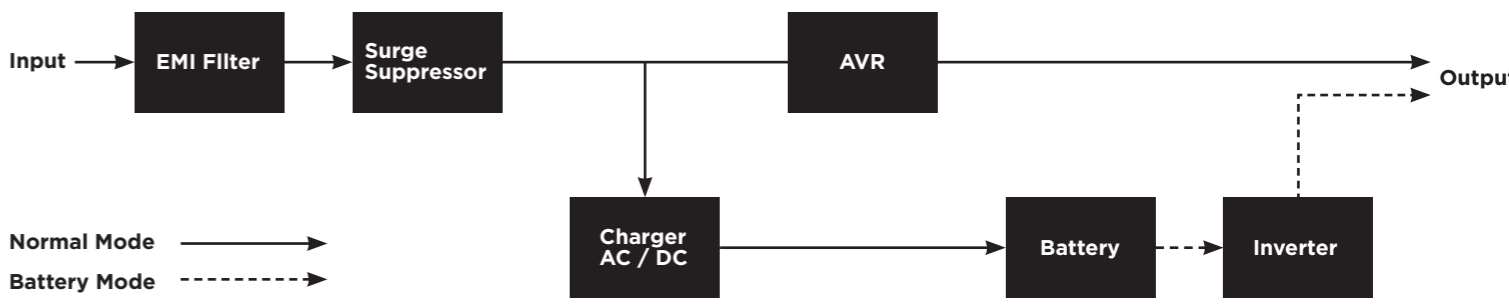 Input
EMI FIlter
Surge
Suppressor
AVR
Output
Normal Mode
Battery Mode
Charger
AC / DC
Battery
Inverter